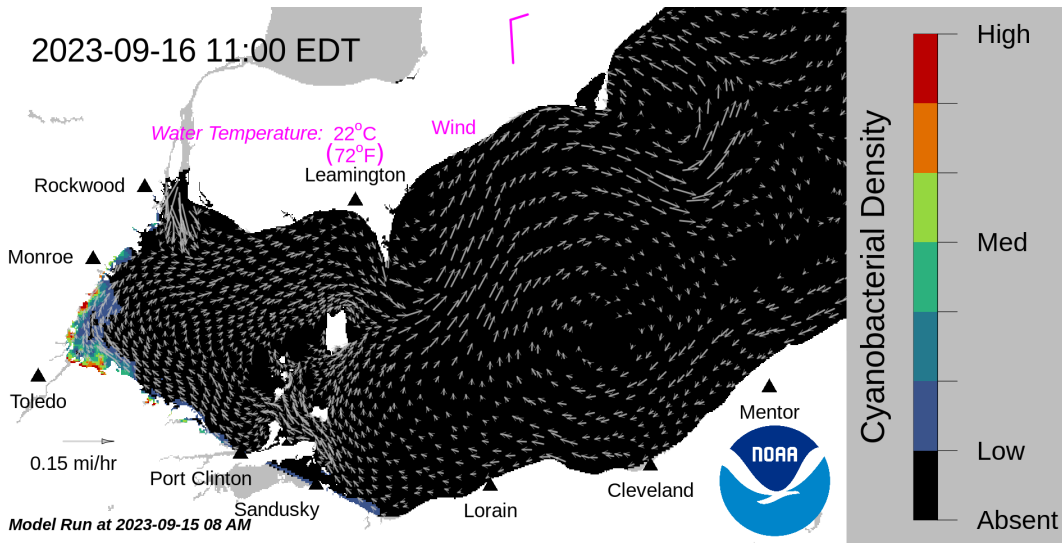 2023-09-16 11:00 EDT
Water Temperature: 22°C
(72°F)
Wind
Leamington
Rockwood
Monroe
Toledo
0.15 mi/hr
Port Clinton
Sandusky
Lorain
Cleveland
Mentor
NOAA
Model Run at 2023-09-15 08 AM
Cyanobacterial Density
High
Med
Low
Absent